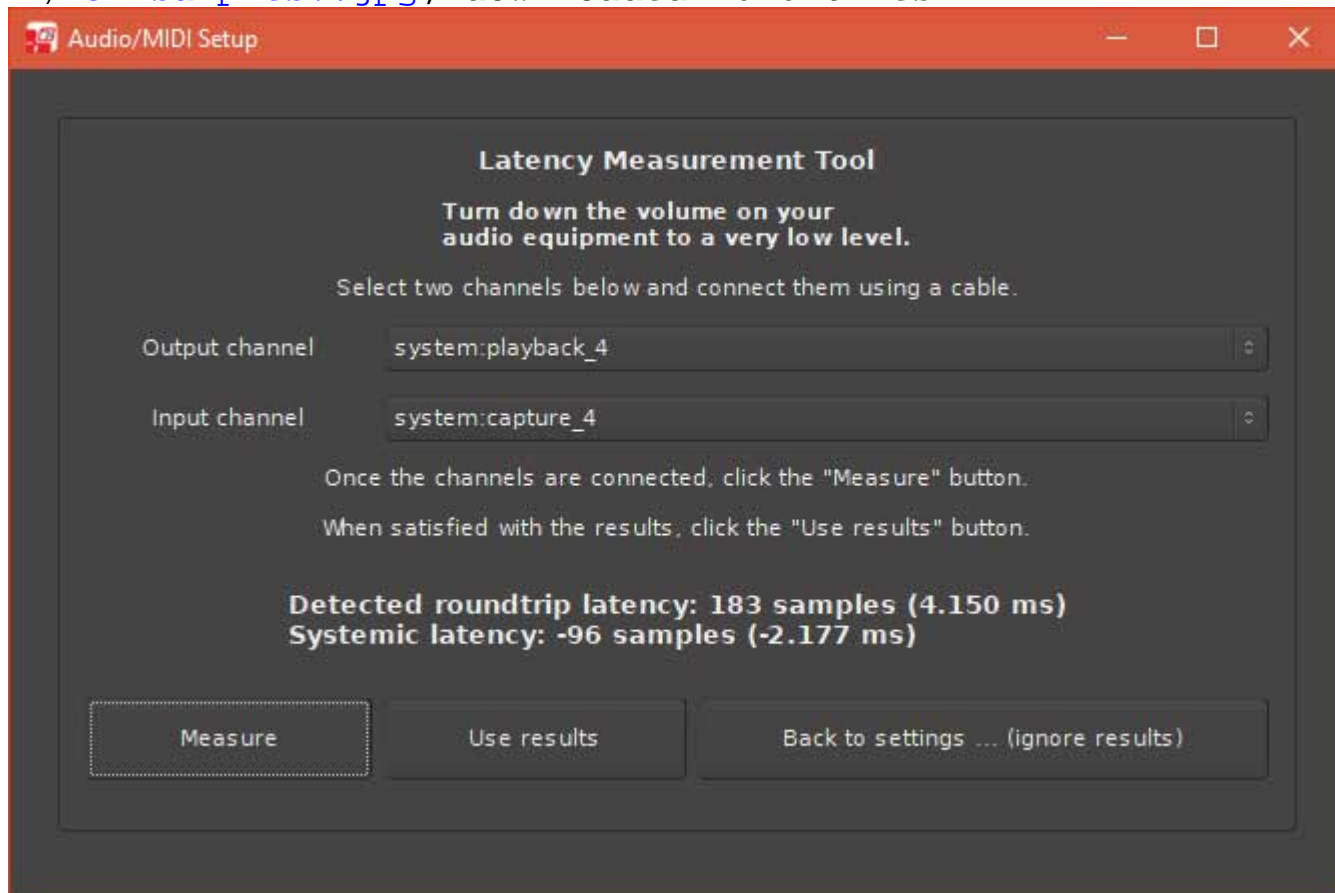 Audio/MIDI Setup
Latency Measurement Tool
Turn down the volume on your
audio equipment to a very low level.
Select two channels below and connect them using a cable.
Output channel system:playback_4
Input channel system:capture_4
Once the channels are connected, click the "Measure" button.
When satisfied with the results, click the "Use results" button.
Detected roundtrip latency: 183 samples (4.150 ms)
Systemic latency: -96 samples (-2.177 ms)
Measure Use results Back to settings ... (ignore results)